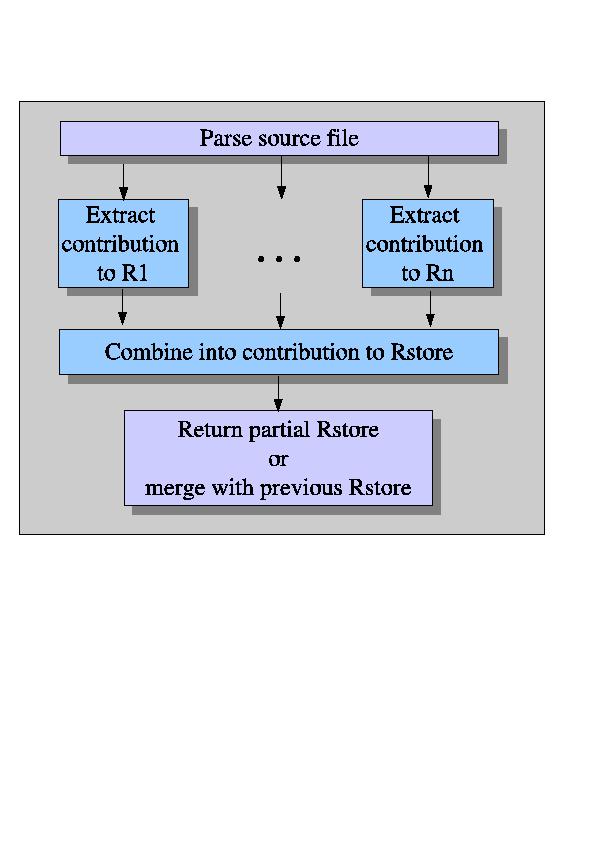 Parse source file
Extract
contribution
to R1
Extract
contribution
to Rn
. . .
Combine into contribution to Rstore
Return partial Rstore
or
merge with previous Rstore